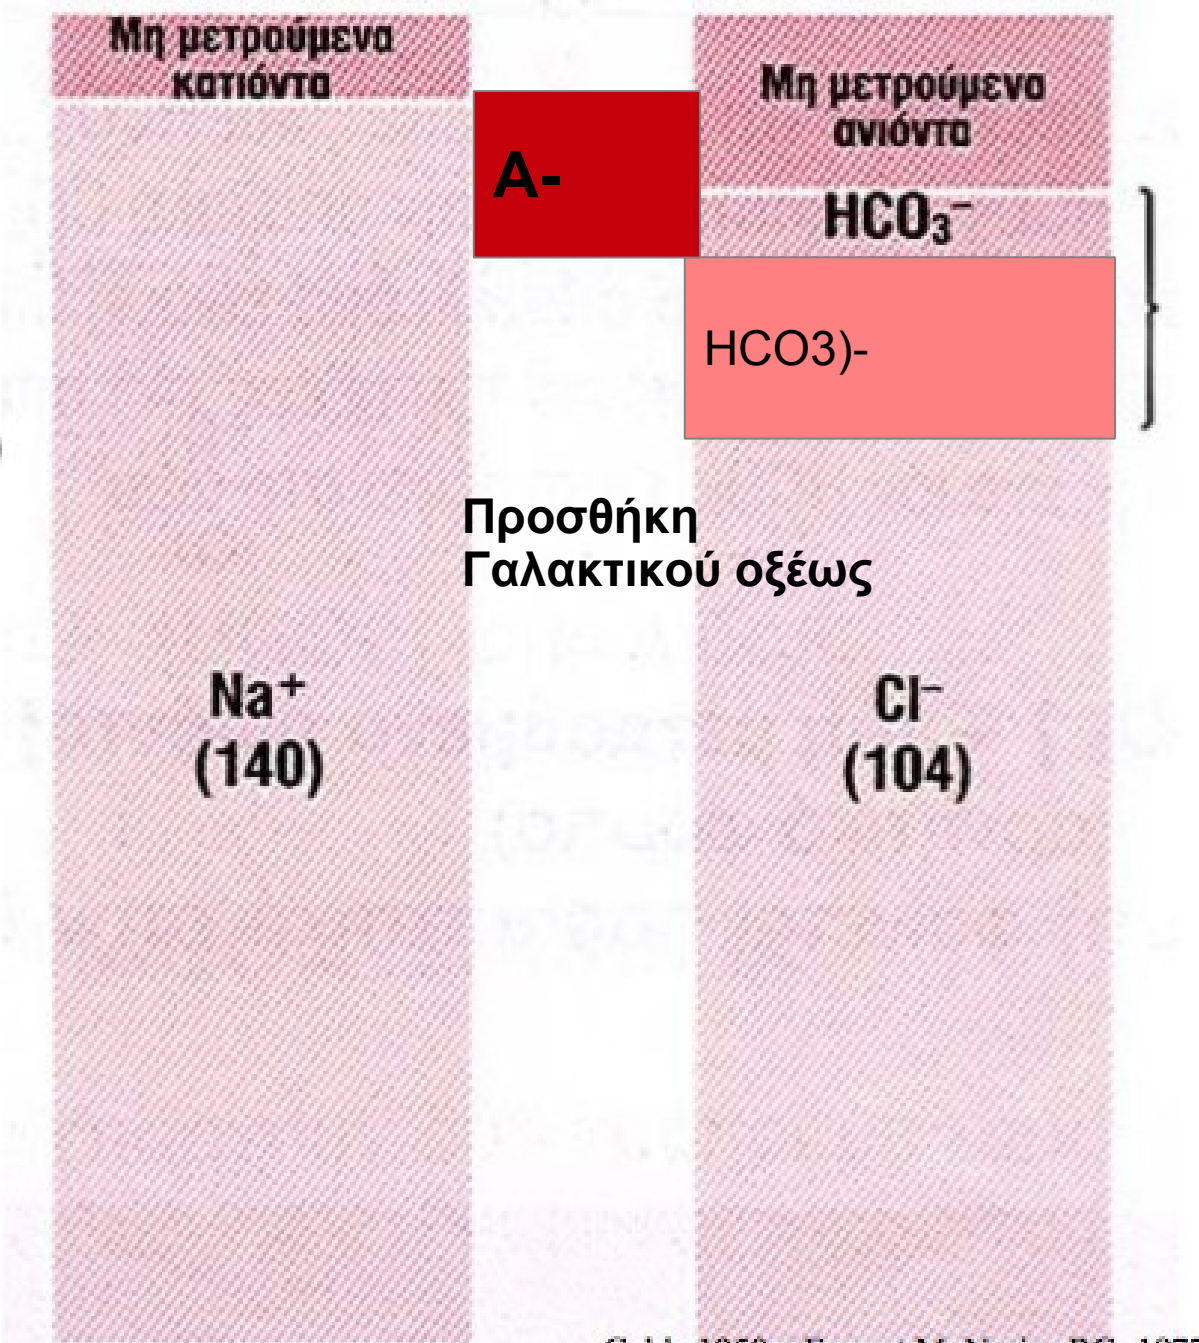 Μη μετρούμενα
κατιόντα
Μη μετρούμενα
ανιόντα
Α-
HCO₃⁻
HCO3)-
Προσθήκη
Γαλακτικού οξέως
Na⁺
(140)
Cl⁻
(104)